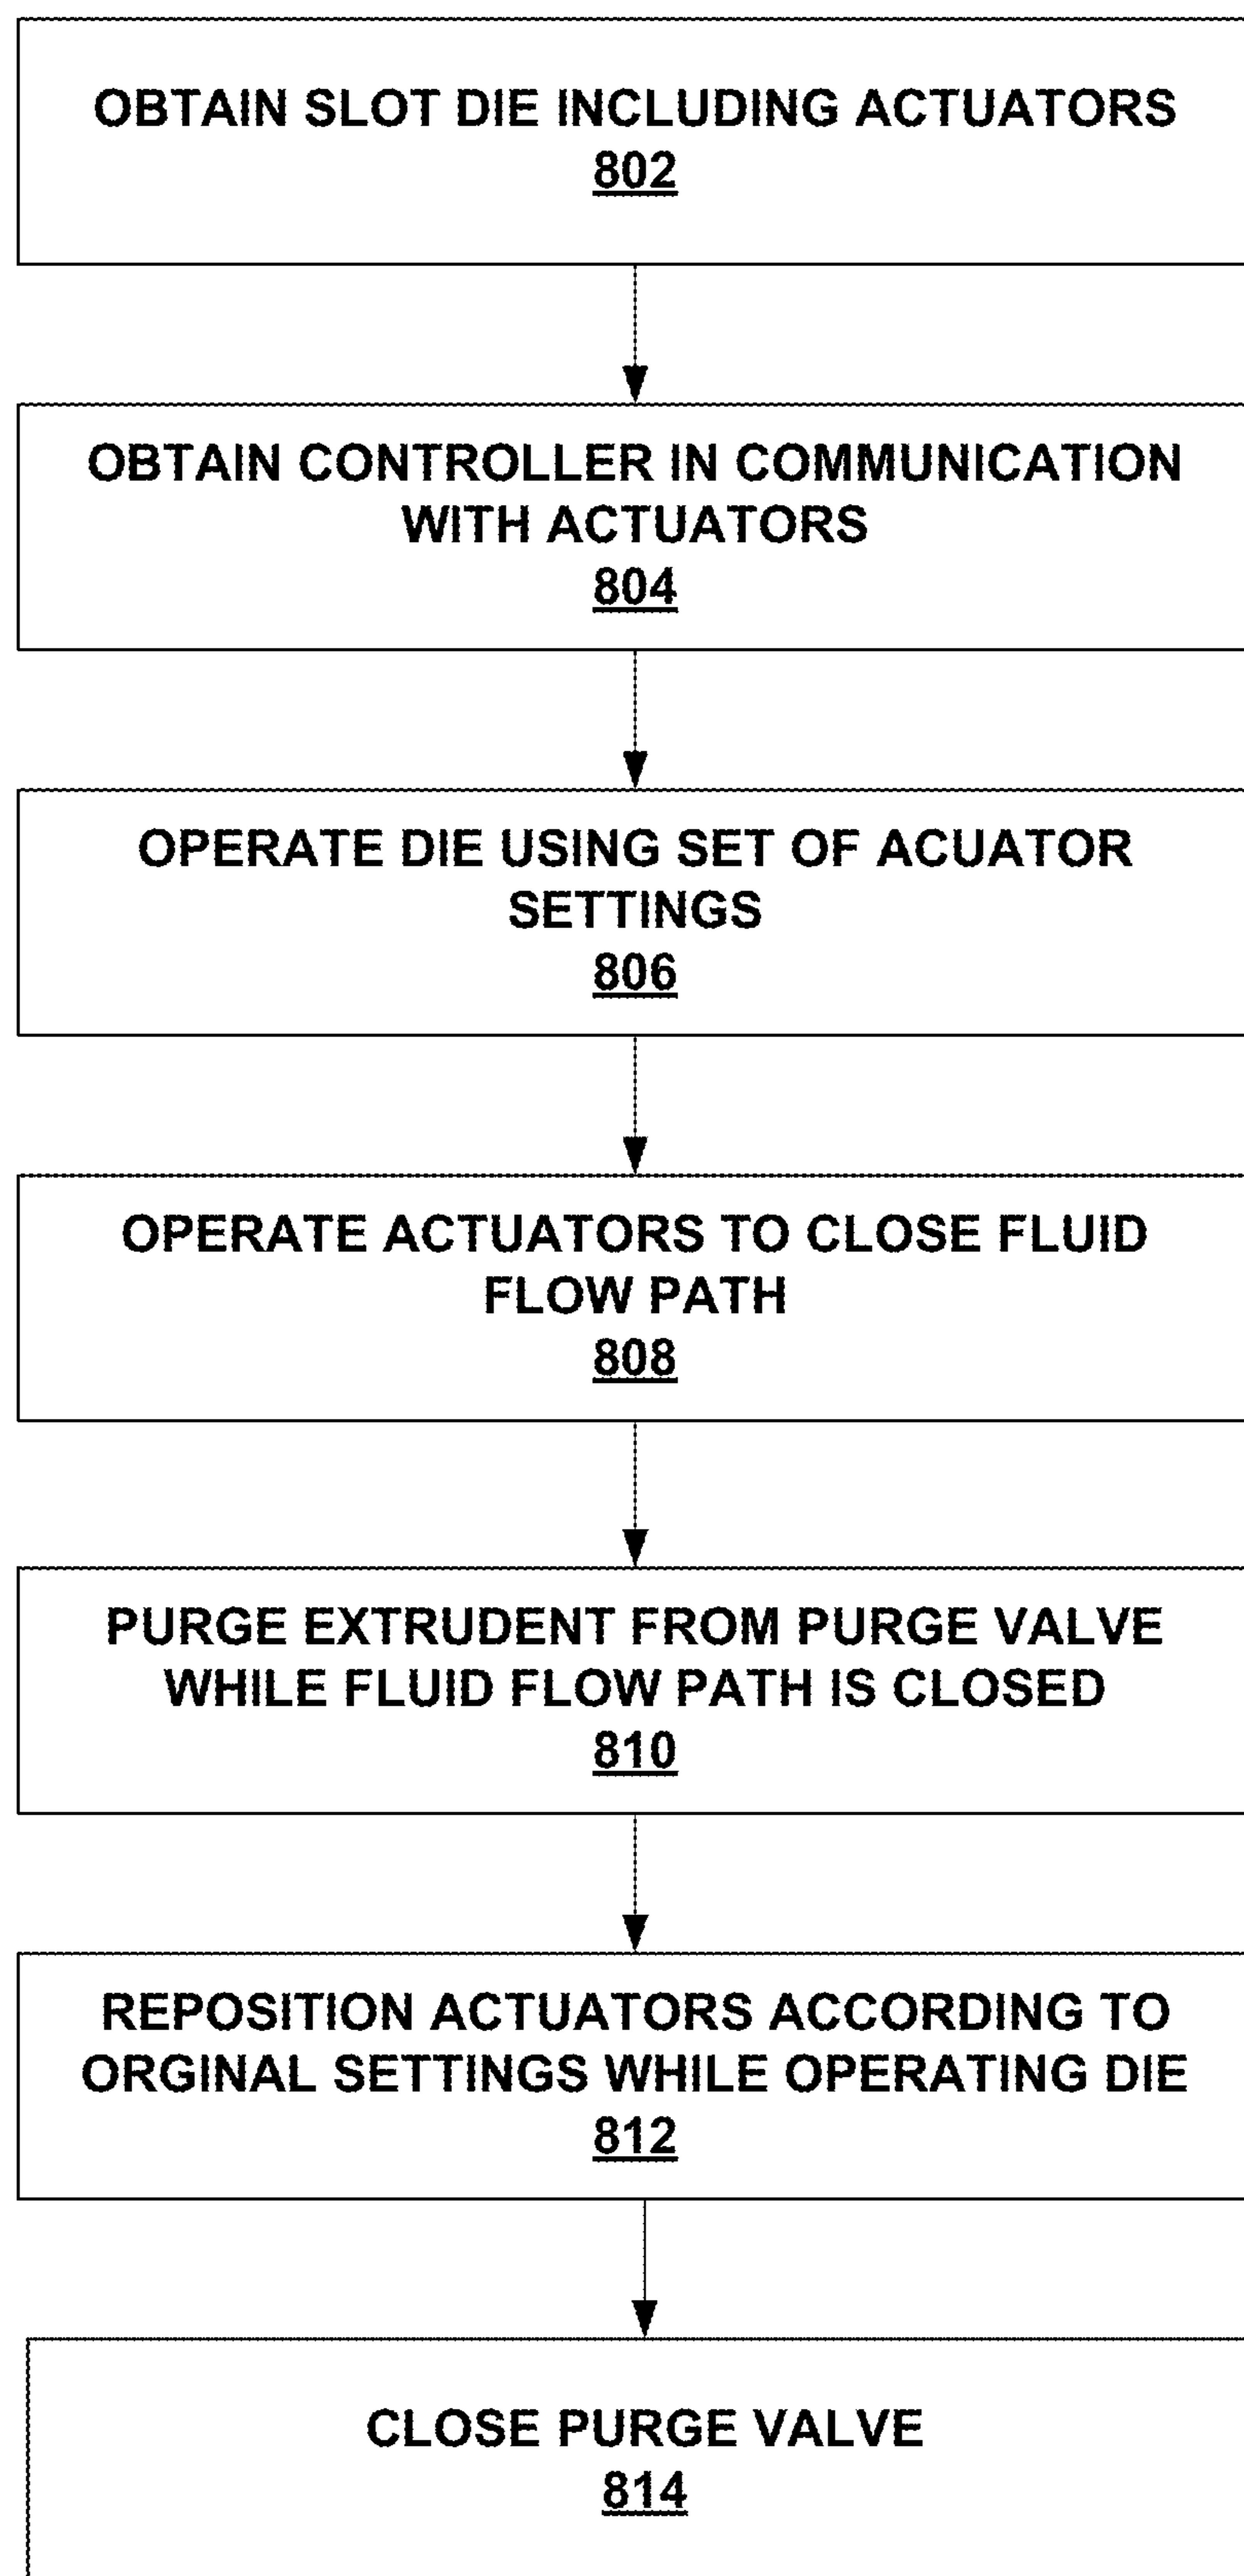 OBTAIN SLOT DIE INCLUDING ACTUATORS
802
OBTAIN CONTROLLER IN COMMUNICATION
WITH ACTUATORS
804
OPERATE DIE USING SET OF ACUATOR
SETTINGS
806
OPERATE ACTUATORS TO CLOSE FLUID
FLOW PATH
808
PURGE EXTRUDENT FROM PURGE VALVE
WHILE FLUID FLOW PATH IS CLOSED
810
REPOSITION ACTUATORS ACCORDING TO
ORGINAL SETTINGS WHILE OPERATING DIE
812
CLOSE PURGE VALVE
814